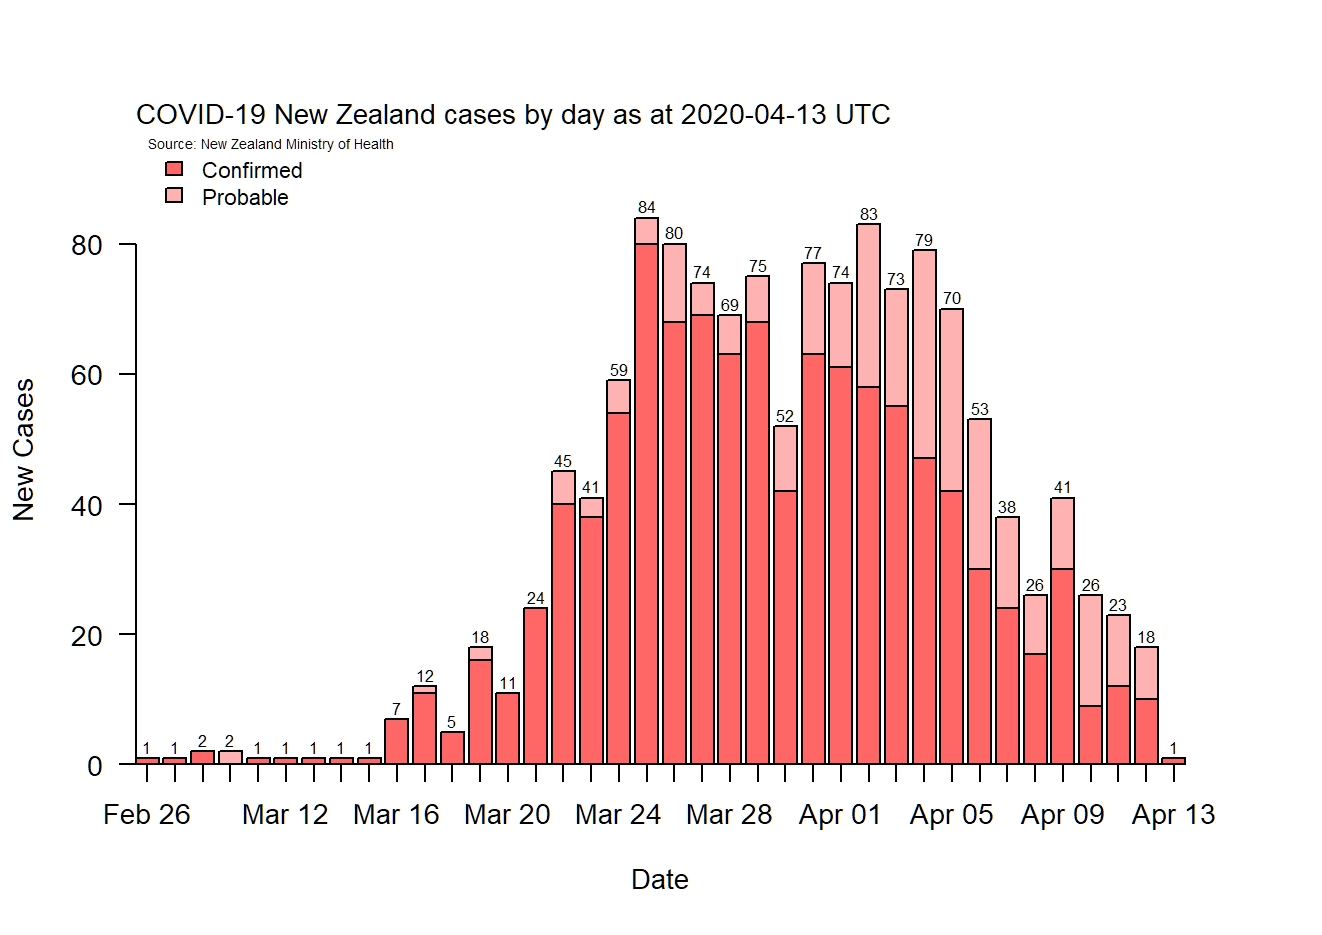 COVID-19 New Zealand cases by day as at 2020-04-13 UTC
Source: New Zealand Ministry of Health
Confirmed
Probable
New Cases
80
60
40
20
0
1 1 2 2 1 1 1 1 1 7 12 5 18 11 24 45 41 59 84 80 74 69 75 52 77 74 83 73 79 70 53 38 26 41 26 23 18 1
Feb 26 Mar 12 Mar 16 Mar 20 Mar 24 Mar 28 Apr 01 Apr 05 Apr 09 Apr 13
Date